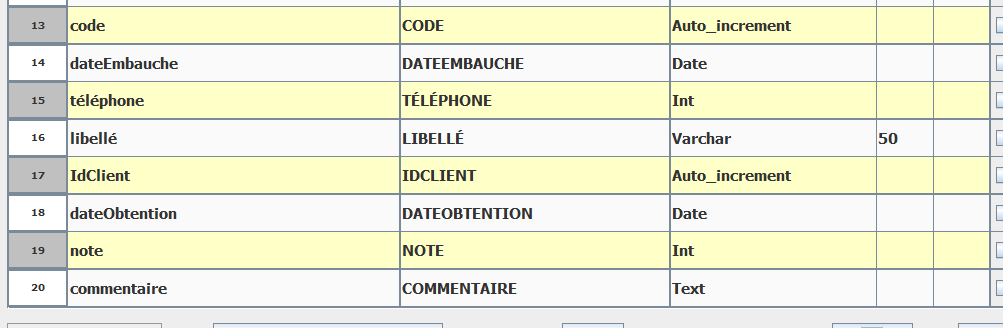 13 code CODE Auto_increment
14 dateEmbauche DATEEMBAUCHE Date
15 téléphone TÉLÉPHONE Int
16 libellé LIBELLÉ Varchar 50
17 IdClient IDCLIENT Auto_increment
18 dateObtention DATEOBTENTION Date
19 note NOTE Int
20 commentaire COMMENTAIRE Text